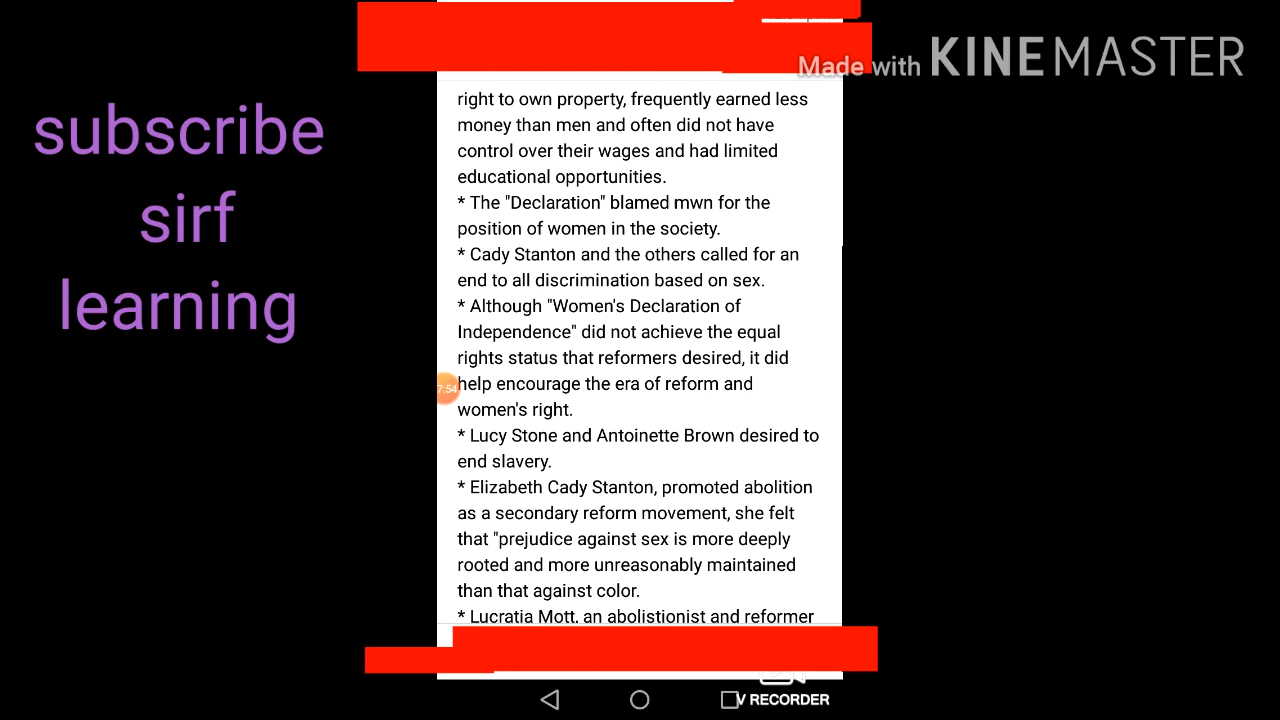 subscribe
sirf
learning
Made with KINEMASTER
right to own property, frequently earned less
money than men and often did not have
control over their wages and had limited
educational opportunities.
* The "Declaration" blamed mwn for the
position of women in the society.
* Cady Stanton and the others called for an
end to all discrimination based on sex.
* Although "Women's Declaration of
Independence" did not achieve the equal
rights status that reformers desired, it did
help encourage the era of reform and
women's right.
* Lucy Stone and Antoinette Brown desired to
end slavery.
* Elizabeth Cady Stanton, promoted abolition
as a secondary reform movement, she felt
that "prejudice against sex is more deeply
rooted and more unreasonably maintained
than that against color.
* Lucratia Mott, an abolistionist and reformer
7:54
V RECORDER